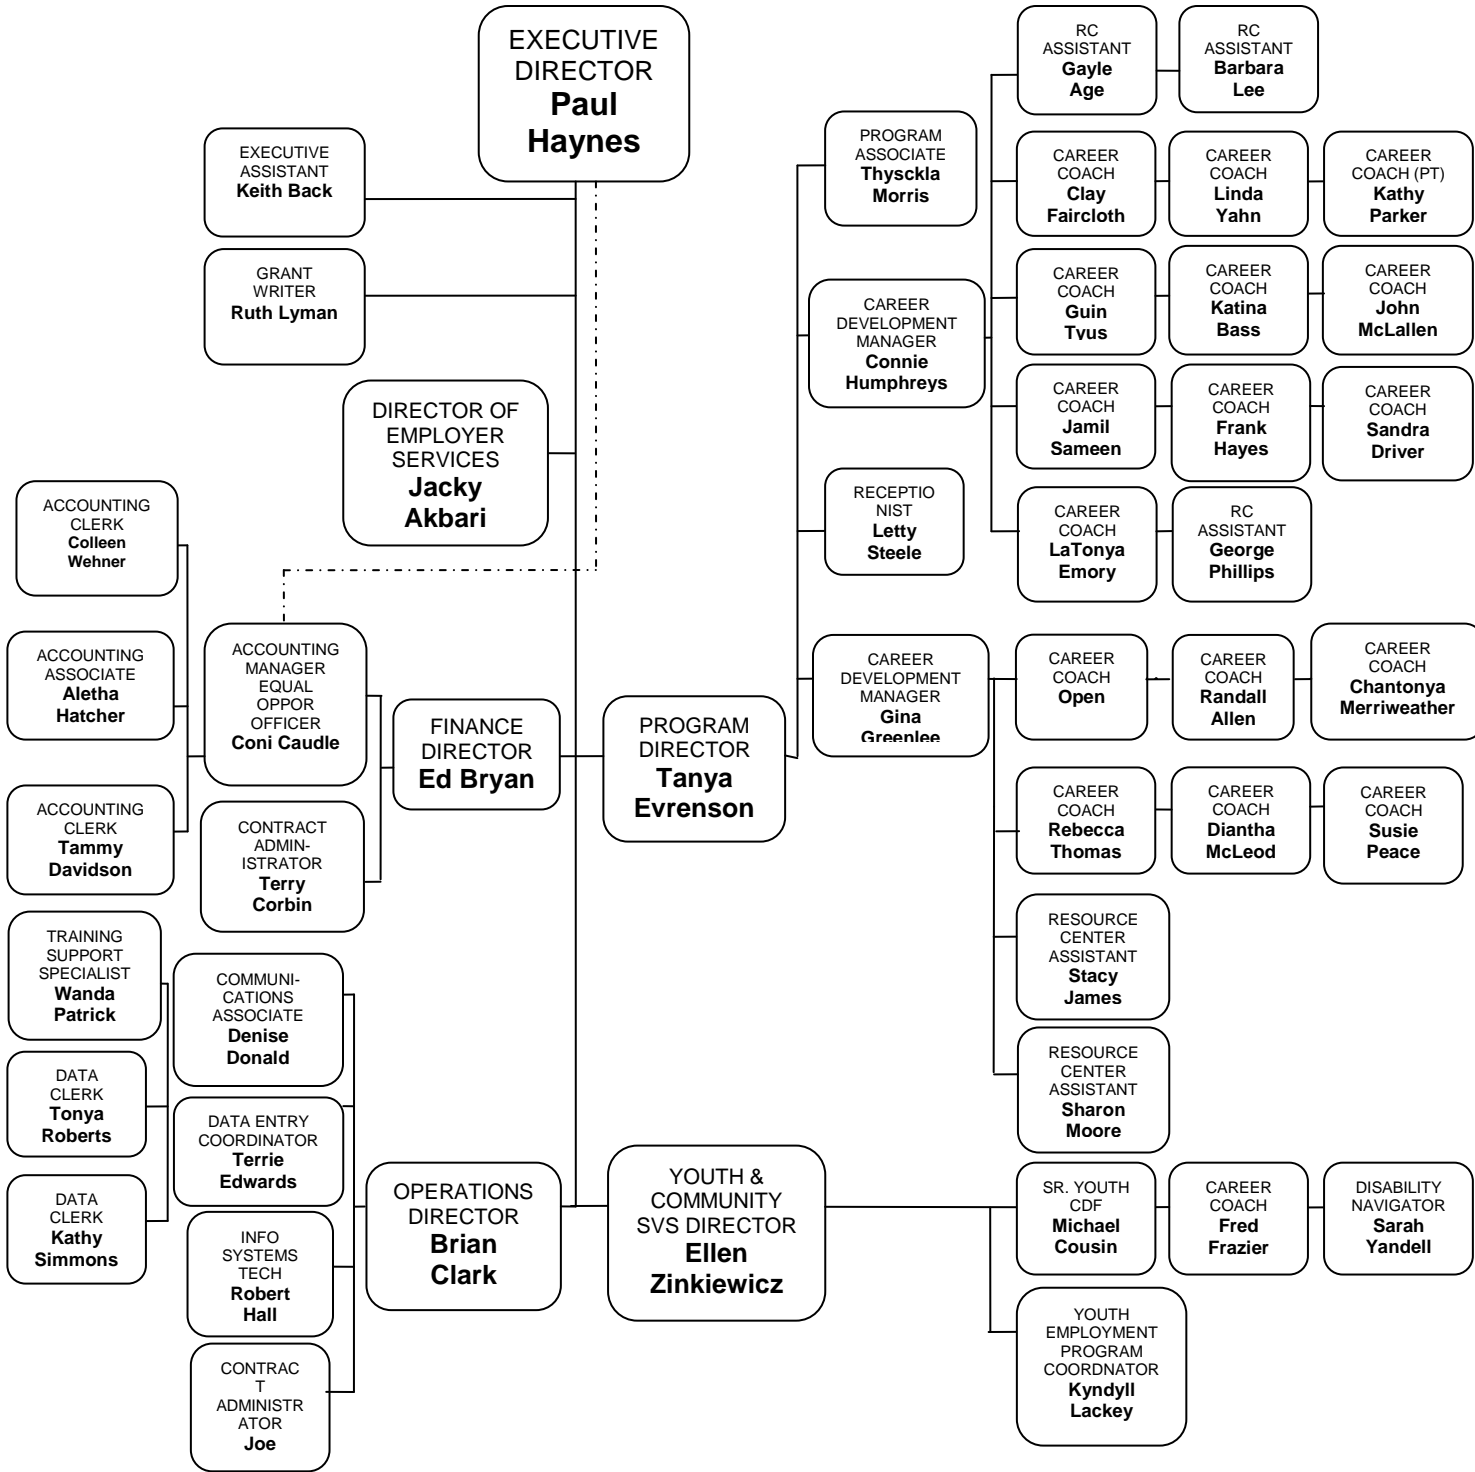 EXECUTIVE
DIRECTOR
Paul
Haynes
EXECUTIVE
ASSISTANT
Keith Back
GRANT
WRITER
Ruth Lyman
DIRECTOR OF
EMPLOYER
SERVICES
Jacky
Akbari
ACCOUNTING
CLERK
Colleen
Wehner
ACCOUNTING
ASSOCIATE
Aletha
Hatcher
ACCOUNTING
CLERK
Tammy
Davidson
ACCOUNTING
MANAGER
EQUAL
OPPOR
OFFICER
Coni Caudle
CONTRACT
ADMIN-
ISTRATOR
Terry
Corbin
FINANCE
DIRECTOR
Ed Bryan
PROGRAM
DIRECTOR
Tanya
Evrenson
TRAINING
SUPPORT
SPECIALIST
Wanda
Patrick
DATA
CLERK
Tonya
Roberts
DATA
CLERK
Kathy
Simmons
COMMUNI-
CATIONS
ASSOCIATE
Denise
Donald
DATA ENTRY
COORDINATOR
Terrie
Edwards
INFO
SYSTEMS
TECH
Robert
Hall
CONTRAC
T
ADMINISTR
ATOR
Joe
OPERATIONS
DIRECTOR
Brian
Clark
YOUTH &
COMMUNITY
SVS DIRECTOR
Ellen
Zinkiewicz
PROGRAM
ASSOCIATE
Thysckla
Morris
CAREER
DEVELOPMENT
MANAGER
Connie
Humphreys
RECEPTIO
NIST
Letty
Steele
CAREER
DEVELOPMENT
MANAGER
Gina
Greenlee
RC
ASSISTANT
Gayle
Age
RC
ASSISTANT
Barbara
Lee
CAREER
COACH
Clay
Faircloth
CAREER
COACH
Linda
Yahn
CAREER
COACH (PT)
Kathy
Parker
CAREER
COACH
Guin
Tyus
CAREER
COACH
Katina
Bass
CAREER
COACH
John
McLallen
CAREER
COACH
Jamil
Sameen
CAREER
COACH
Frank
Hayes
CAREER
COACH
Sandra
Driver
CAREER
COACH
LaTonya
Emory
RC
ASSISTANT
George
Phillips
CAREER
COACH
Open
CAREER
COACH
Randall
Allen
CAREER
COACH
Chantonya
Merriweather
CAREER
COACH
Rebecca
Thomas
CAREER
COACH
Diantha
McLeod
CAREER
COACH
Susie
Peace
RESOURCE
CENTER
ASSISTANT
Stacy
James
RESOURCE
CENTER
ASSISTANT
Sharon
Moore
SR. YOUTH
CDF
Michael
Cousin
CAREER
COACH
Fred
Frazier
DISABILITY
NAVIGATOR
Sarah
Yandell
YOUTH
EMPLOYMENT
PROGRAM
COORDNATOR
Kyndyll
Lackey